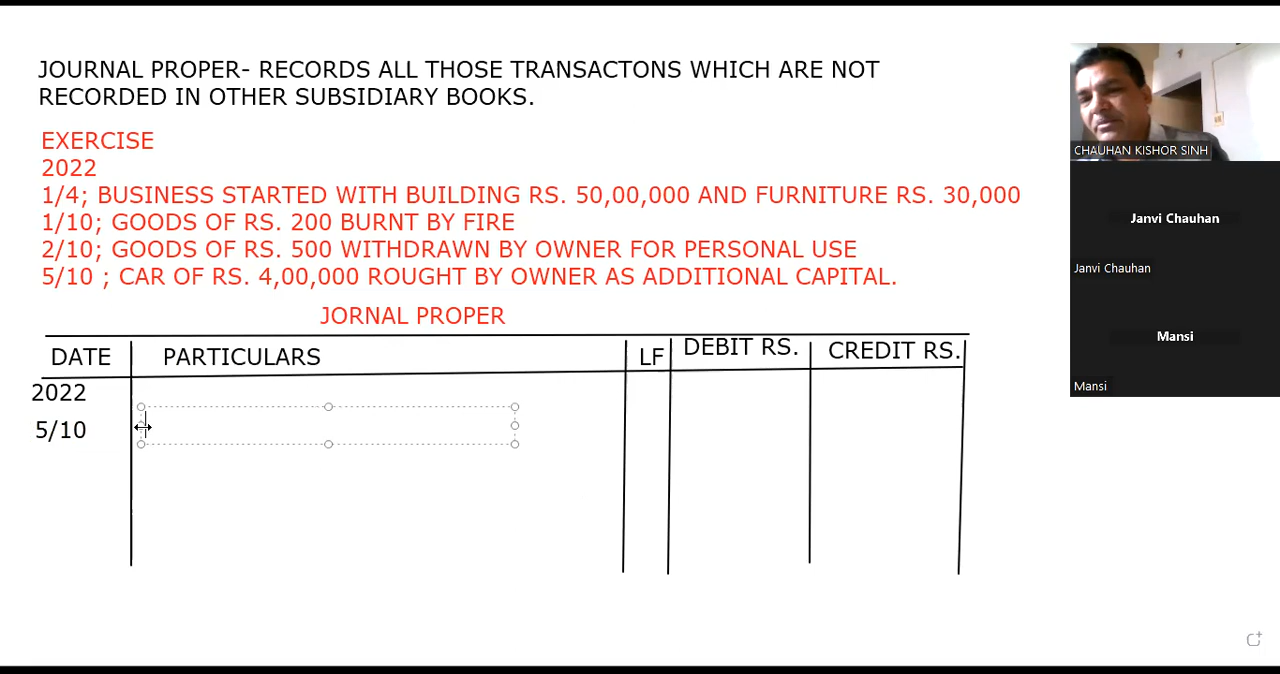 JOURNAL PROPER- RECORDS ALL THOSE TRANSACTONS WHICH ARE NOT
RECORDED IN OTHER SUBSIDIARY BOOKS.
EXERCISE
2022
1/4; BUSINESS STARTED WITH BUILDING RS. 50,00,000 AND FURNITURE RS. 30,000
1/10; GOODS OF RS. 200 BURNT BY FIRE
2/10; GOODS OF RS. 500 WITHDRAWN BY OWNER FOR PERSONAL USE
5/10 ; CAR OF RS. 4,00,000 ROUGHT BY OWNER AS ADDITIONAL CAPITAL.
JORNAL PROPER
DATE PARTICULARS LF DEBIT RS. CREDIT RS.
2022
5/10
CHAUHAN KISHOR SINH
Janvi Chauhan
Janvi Chauhan
Mansi
Mansi